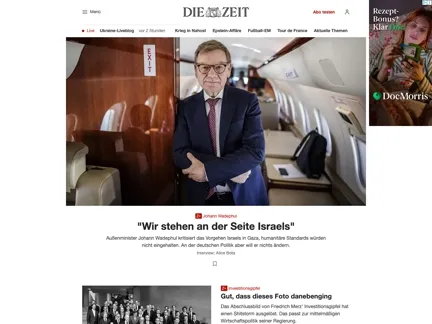 Menü
DIE ZEIT
Abo testen
Live
Ukraine-Liveblog vor 2 Stunden
Krieg in Nahost
Epstein-Affäre
Fußball-EM
Tour de France
Aktuelle Themen
Rezept-
Bonus?
Klar
DocMorris
EXIT
Z+ Johann Wadephul
"Wir stehen an der Seite Israels"
Außenminister Johann Wadephul kritisiert das Vorgehen Israels in Gaza, humanitäre Standards würden
nicht eingehalten. An der deutschen Politik aber will er nichts ändern.
Interview: Alice Bota
Z+ Investitionsgipfel
Gut, dass dieses Foto danebenging
Das Abschlussbild von Friedrich Merz' Investitionsgipfel hat
einen Shitstorm ausgelöst. Das passt zur mittelmäßigen
Wirtschaftspolitik seiner Regierung.